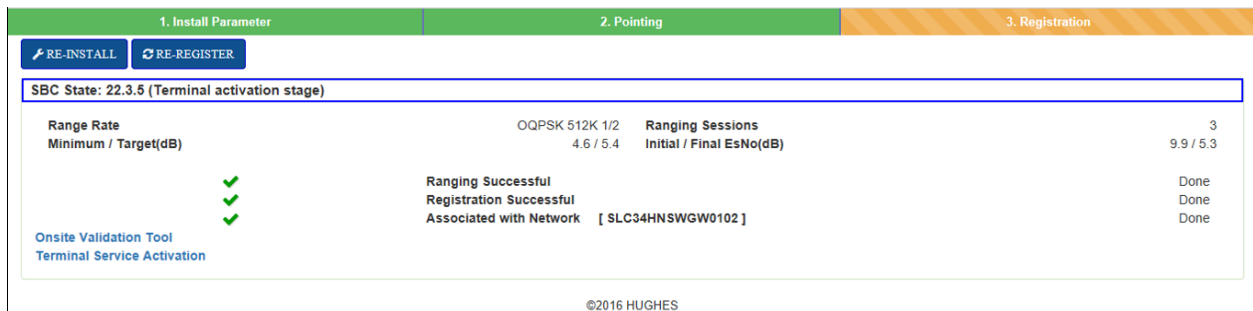 1. Install Parameter 2. Pointing 3. Registration
RE-INSTALL RE-REGISTER
SBC State: 22.3.5 (Terminal activation stage)
Range Rate OQPSK 512K 1/2 Ranging Sessions 3
Minimum / Target(dB) 4.6 / 5.4 Initial / Final EsNo(dB) 9.9 / 5.3
Ranging Successful Done
Registration Successful Done
Associated with Network [ SLC34HNSWGW0102 ] Done
Onsite Validation Tool
Terminal Service Activation
©2016 HUGHES